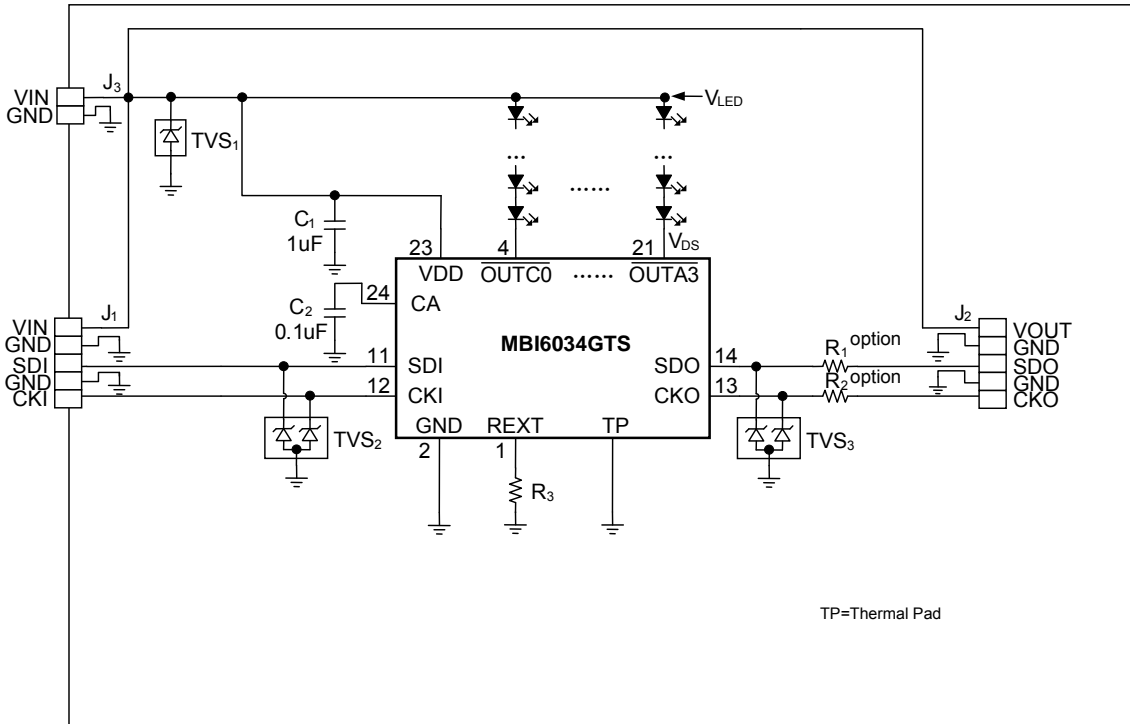 J3
VIN
GND
VLED
TVS1
...
...
......
C1
1uF
VDS
23
4
21
VDD
OUTC0
......
OUTA3
24
CA
C2
0.1uF
MBI6034GTS
J1
VIN
GND
SDI
GND
CKI
11
SDI
12
CKI
14
SDO
13
CKO
R1 option
R2 option
J2
VOUT
GND
SDO
GND
CKO
TVS2
GND
REXT
TP
2
1
R3
TVS3
TP=Thermal Pad